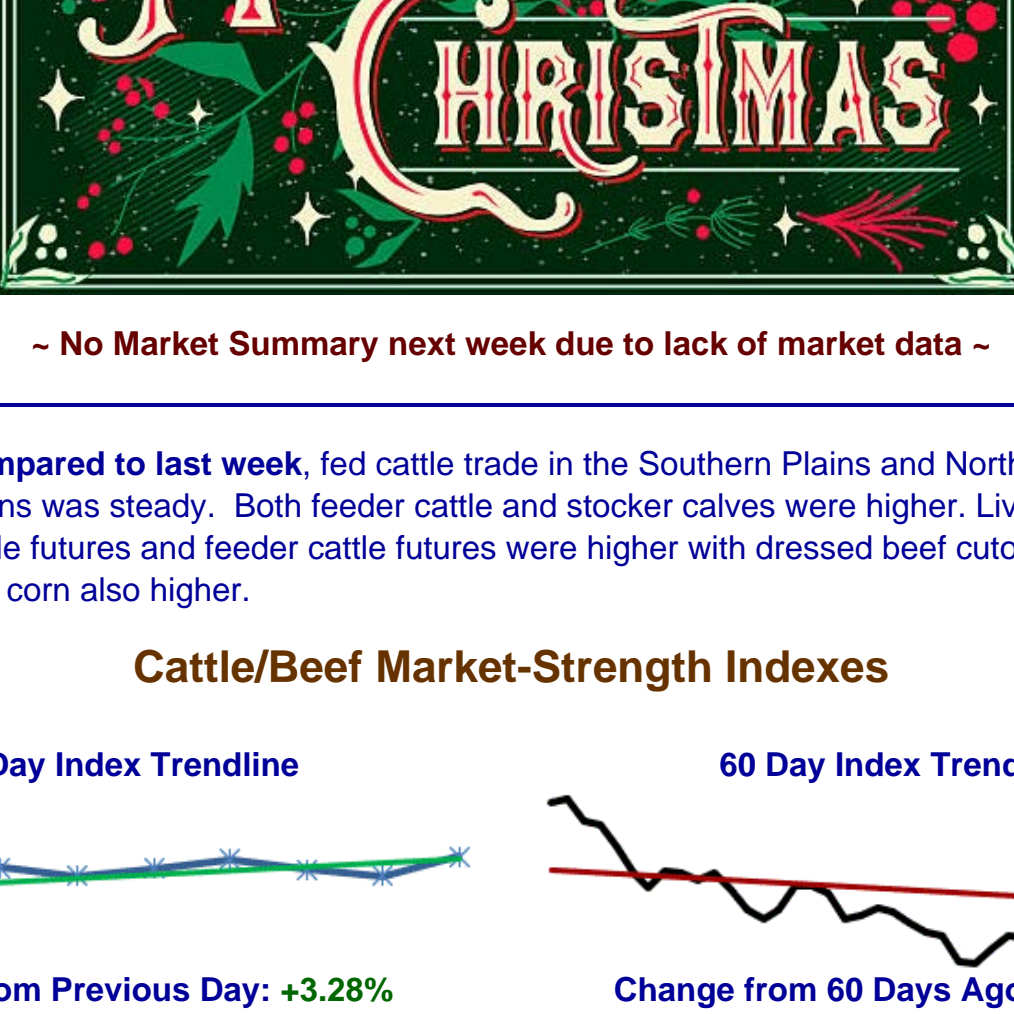 CHRISTMAS
~ No Market Summary next week due to lack of market data ~
mpared to last week, fed cattle trade in the Southern Plains and North
ns was steady.  Both feeder cattle and stocker calves were higher. Liv
le futures and feeder cattle futures were higher with dressed beef cuto
corn also higher.
Cattle/Beef Market-Strength Indexes
Day Index Trendline
60 Day Index Trend
om Previous Day: +3.28%
Change from 60 Days Ago